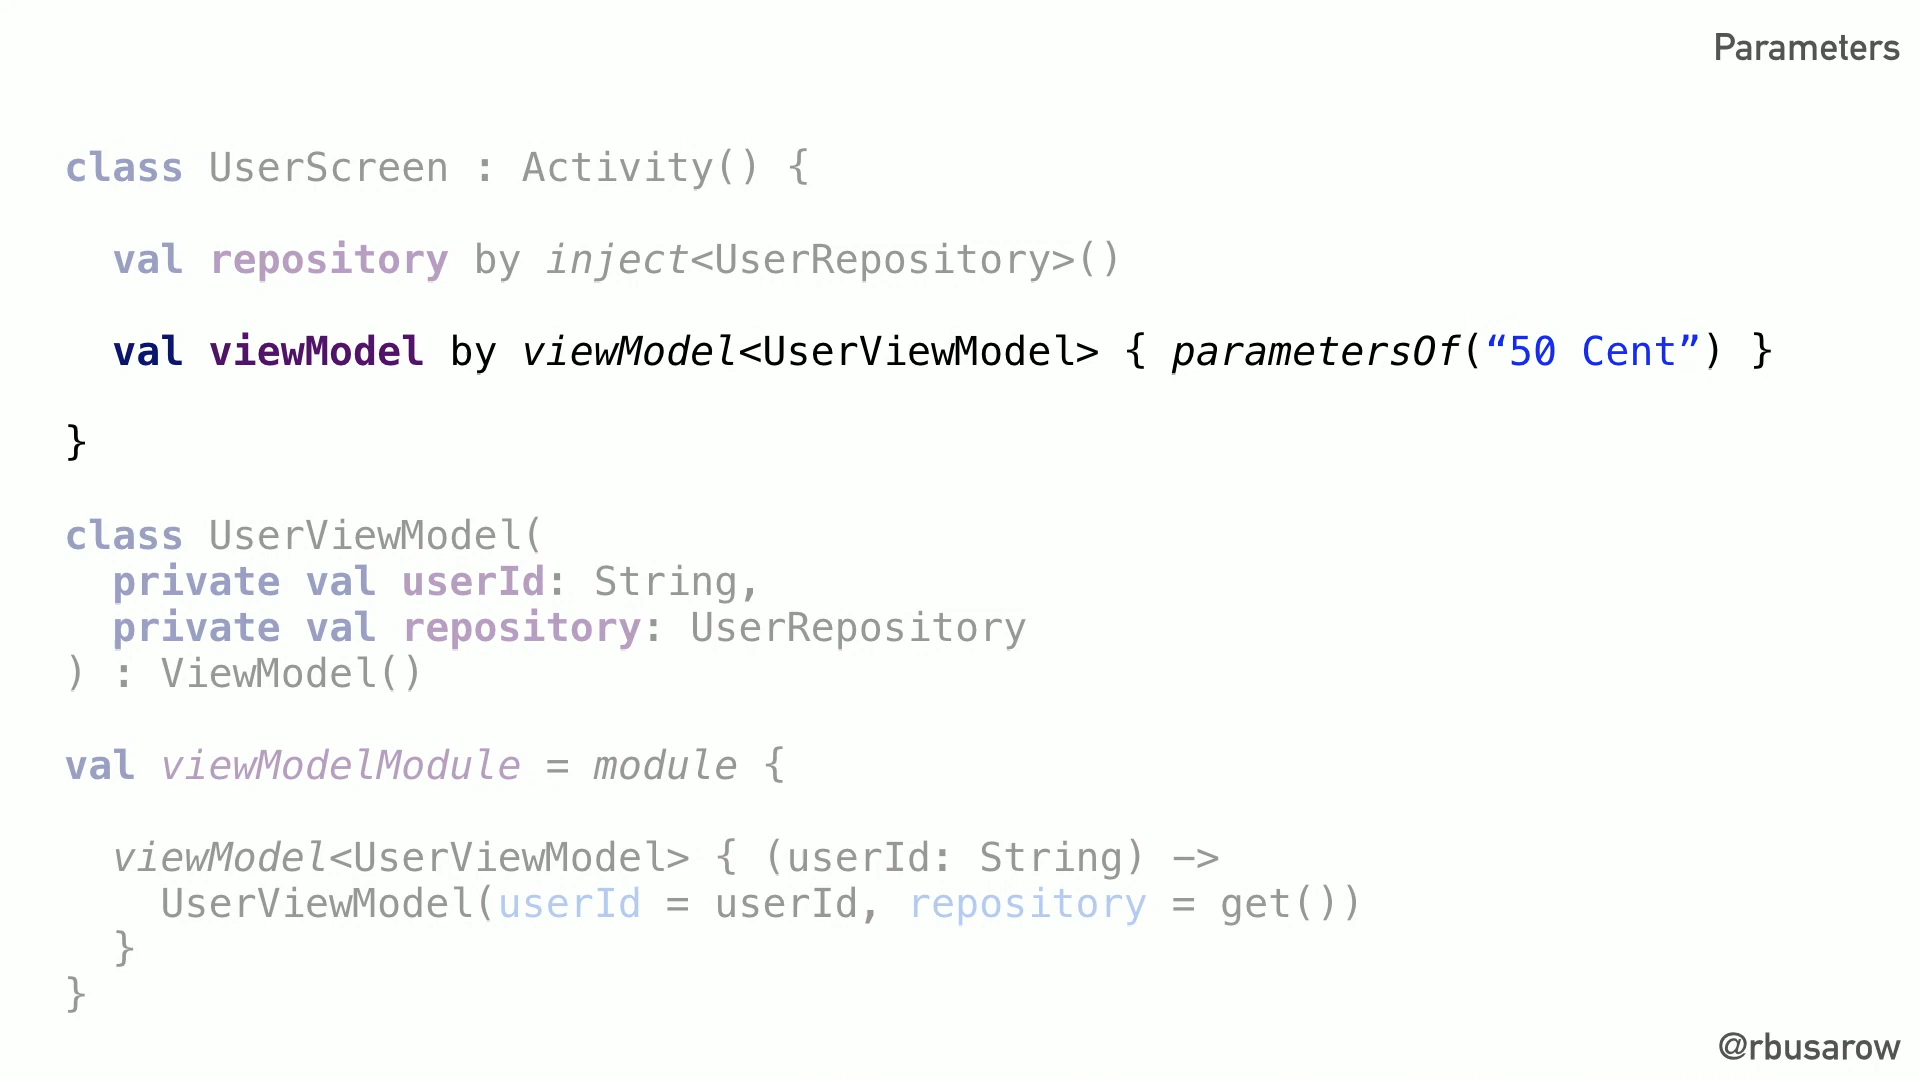 Parameters
class UserScreen : Activity() {
  val repository by inject<UserRepository>()
  val viewModel by viewModel<UserViewModel> { parametersOf(“50 Cent”) }
}
class UserViewModel(
  private val userId: String,
  private val repository: UserRepository
) : ViewModel()
val viewModelModule = module {
  viewModel<UserViewModel> { (userId: String) ->
    UserViewModel(userId = userId, repository = get())
  }
}
@rbusarow